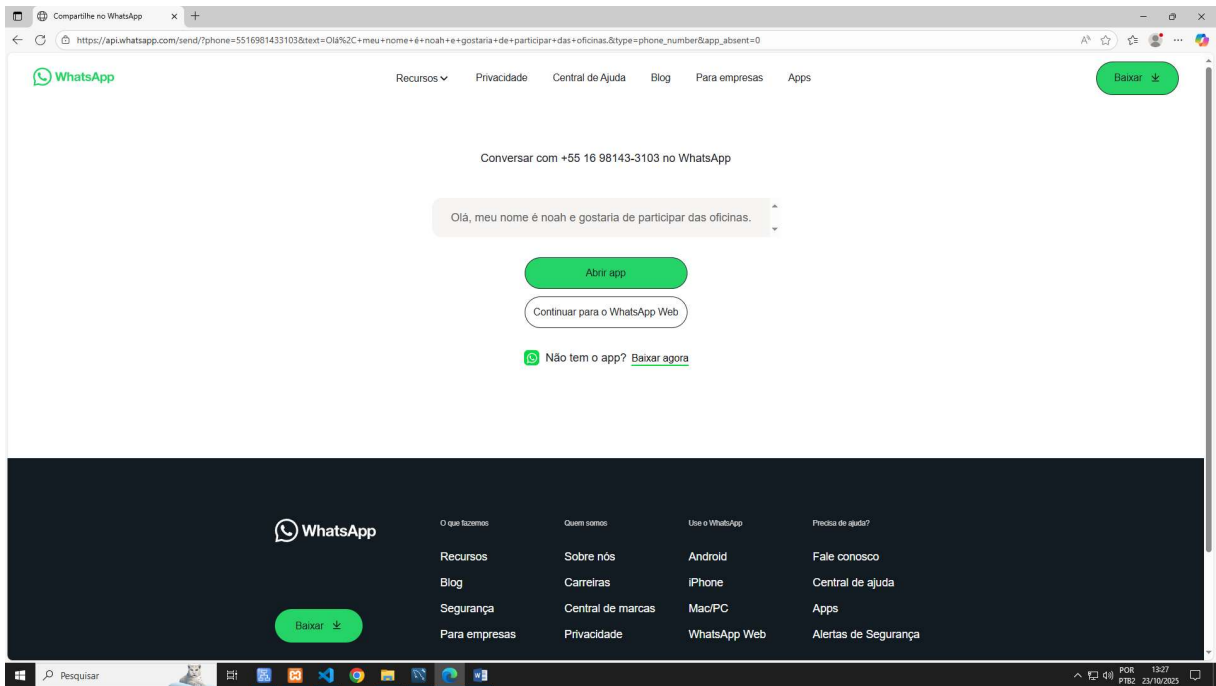 Compartilhe no WhatsApp
https://api.whatsapp.com/send/?phone=5516981433103&text=Olá%2C+meu+nome+é+noah+e+gostaria+de+participar+das+oficinas.&type=phone_number&app_absent=0
WhatsApp
Recursos Privacidade Central de Ajuda Blog Para empresas Apps
Baixar
Conversar com +55 16 98143-3103 no WhatsApp
Olá, meu nome é noah e gostaria de participar das oficinas.
Abrir app
Continuar para o WhatsApp Web
Não tem o app? Baixar agora
WhatsApp
Baixar
O que fazemos
Recursos
Blog
Segurança
Para empresas
Quem somos
Sobre nós
Carreiras
Central de marcas
Privacidade
Use o WhatsApp
Android
iPhone
Mac/PC
WhatsApp Web
Precisa de ajuda?
Fale conosco
Central de ajuda
Apps
Alertas de Segurança
Pesquisar
POR 13:27
PTB2 23/10/2025